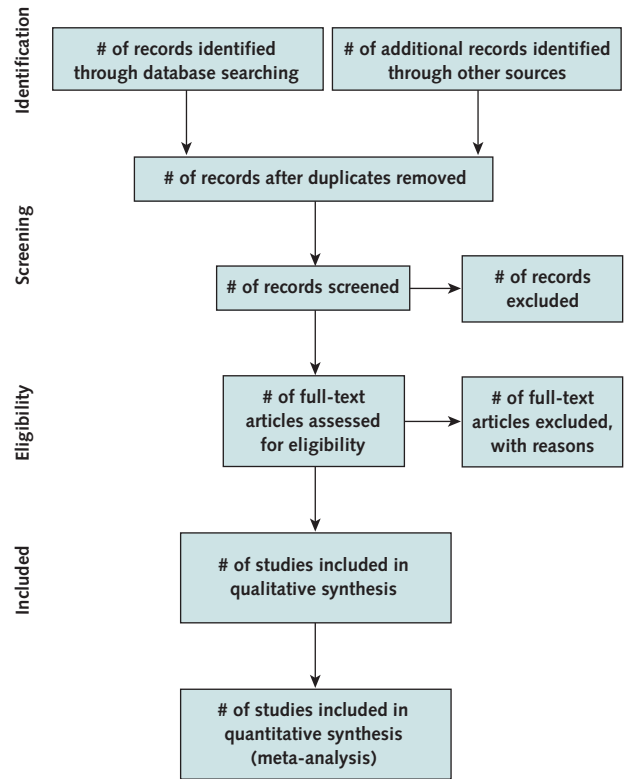 Identification
# of records identified
through database searching
# of additional records identified
through other sources
Screening
# of records after duplicates removed
# of records screened
# of records
excluded
Eligibility
# of full-text
articles assessed
for eligibility
# of full-text
articles excluded,
with reasons
Included
# of studies included in
qualitative synthesis
# of studies included in
quantitative synthesis
(meta-analysis)